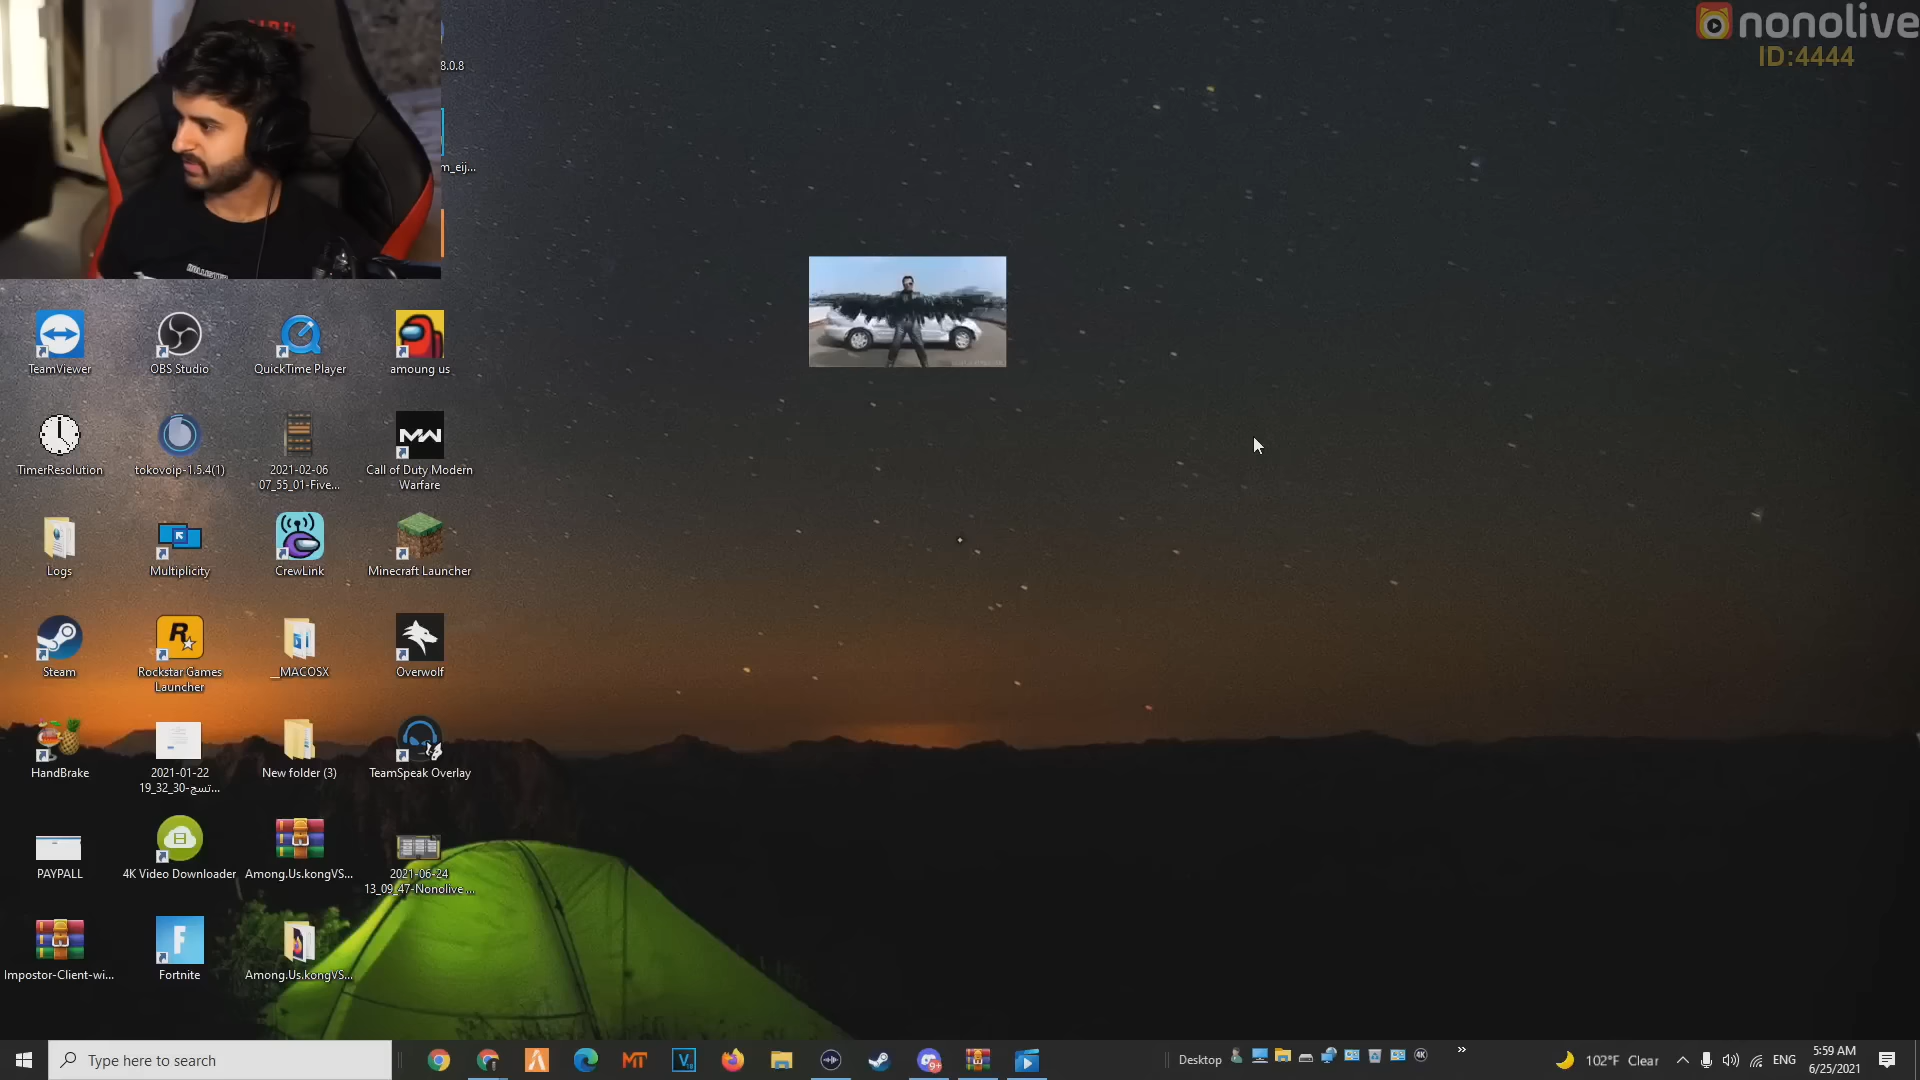 nonolive
ID:4444
8.0.8
m_eij...
TeamViewer
OBS Studio
QuickTime Player
amoung us
TimerResolution
tokovoip-1.5.4(1)
2021-02-06
07_55_01-Five...
Call of Duty Modern
Warfare
Logs
Multiplicity
CrewLink
Minecraft Launcher
Steam
Rockstar Games
Launcher
__MACOSX
Overwolf
HandBrake
2021-01-22
19_32_30-تسج...
New folder (3)
TeamSpeak Overlay
PAYPALL
4K Video Downloader
Among.Us.kongVS...
2021-06-24
13_09_47-Nonolive ...
Impostor-Client-wi...
Fortnite
Among.Us.kongVS...
Type here to search
Desktop
102°F Clear
ENG
5:59 AM
6/25/2021